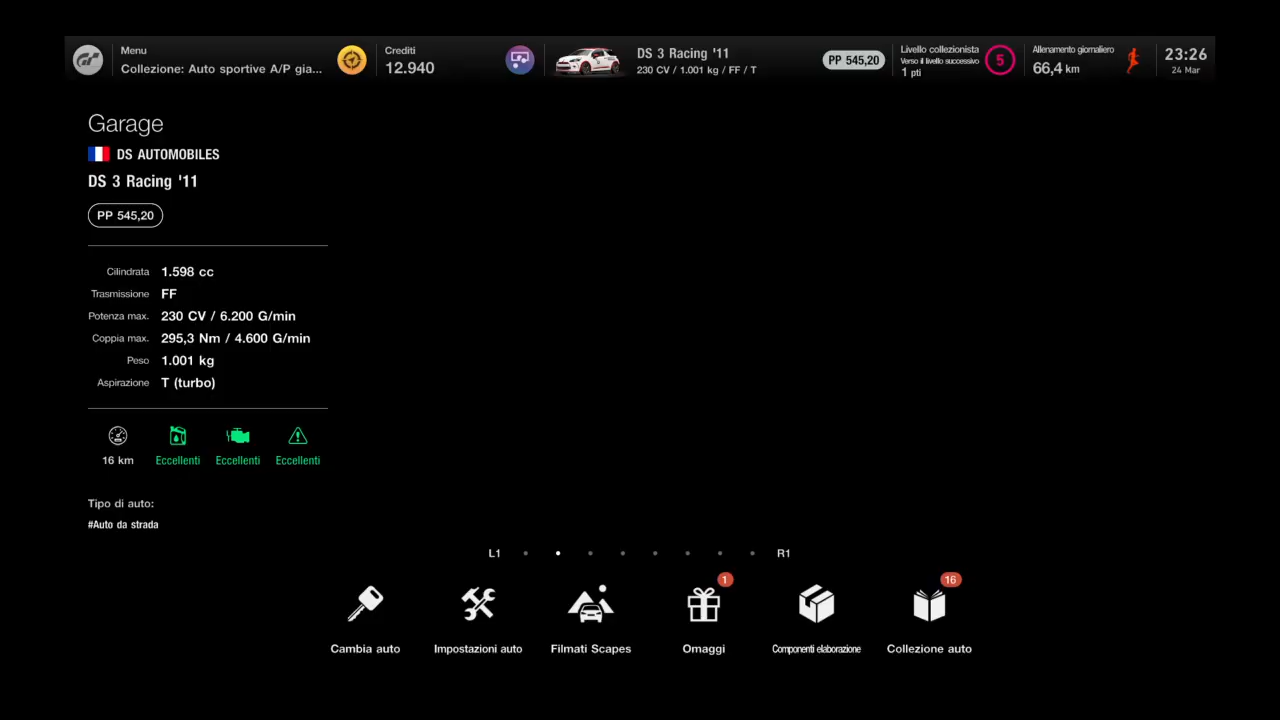 Menu
Collezione: Auto sportive A/P gia...
Crediti
12.940
DS 3 Racing '11
230 CV / 1.001 kg / FF / T
PP 545,20
Livello collezionista
Verso il livello successivo
1 pti
5
Allenamento giornaliero
66,4 km
23:26
24 Mar
Garage
DS AUTOMOBILES
DS 3 Racing '11
PP 545,20
Cilindrata 1.598 cc
Trasmissione FF
Potenza max. 230 CV / 6.200 G/min
Coppia max. 295,3 Nm / 4.600 G/min
Peso 1.001 kg
Aspirazione T (turbo)
16 km Eccellenti Eccellenti Eccellenti
Tipo di auto:
#Auto da strada
L1 R1
1 16
Cambia auto Impostazioni auto Filmati Scapes Omaggi Componenti elaborazione Collezione auto